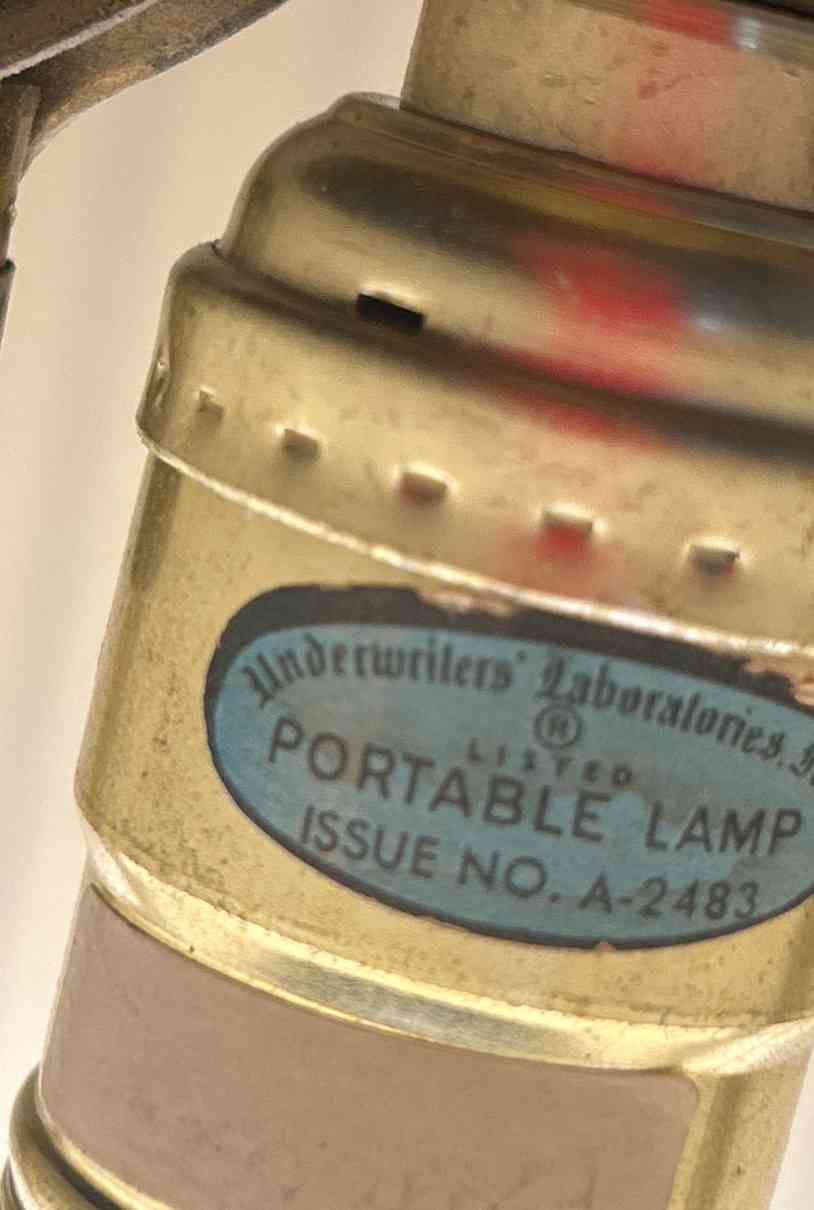 Underwriters' Laboratories, I
®
LISTED
PORTABLE LAMP
ISSUE NO. A-2483